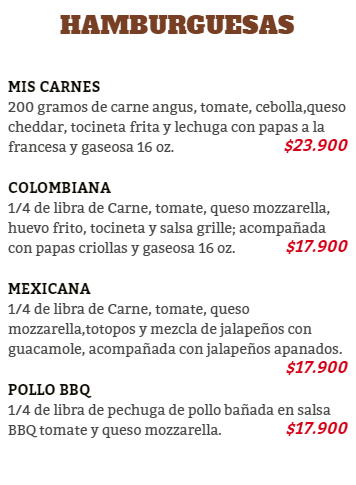 HAMBURGUESAS
MIS CARNES
200 gramos de carne angus, tomate, cebolla,queso
cheddar, tocineta frita y lechuga con papas a la
francesa y gaseosa 16 oz. $23.900
COLOMBIANA
1/4 de libra de Carne, tomate, queso mozzarella,
huevo frito, tocineta y salsa grille; acompañada
con papas criollas y gaseosa 16 oz. $17.900
MEXICANA
1/4 de libra de Carne, tomate, queso
mozzarella,totopos y mezcla de jalapeños con
guacamole, acompañada con jalapeños apanados.
$17.900
POLLO BBQ
1/4 de libra de pechuga de pollo bañada en salsa
BBQ tomate y queso mozzarella. $17.900